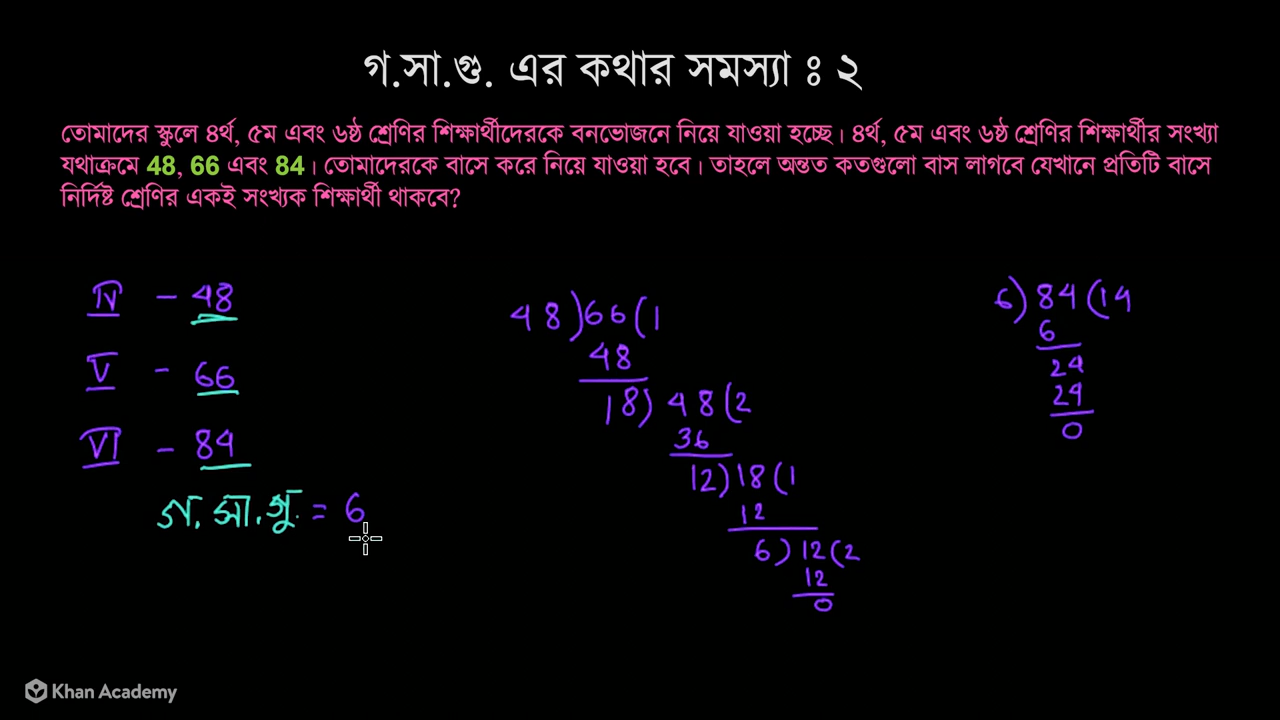 গ.সা.গু. এর কথার সমস্যা ঃ ২
তোমাদের স্কুলে ৪র্থ, ৫ম এবং ৬ষ্ঠ শ্রেণির শিক্ষার্থীদেরকে বনভোজনে নিয়ে যাওয়া হচ্ছে। ৪র্থ, ৫ম এবং ৬ষ্ঠ শ্রেণির শিক্ষার্থীর সংখ্যা
যথাক্রমে 48, 66 এবং 84। তোমাদেরকে বাসে করে নিয়ে যাওয়া হবে। তাহলে অন্তত কতগুলো বাস লাগবে যেখানে প্রতিটি বাসে
নির্দিষ্ট শ্রেণির একই সংখ্যক শিক্ষার্থী থাকবে?
IV - 48
V - 66
VI - 84
গ. সা. গু. = 6
48)66(1
48
18)48(2
36
12)18(1
12
6)12(2
12
0
6)84(14
6
24
24
0
Khan Academy